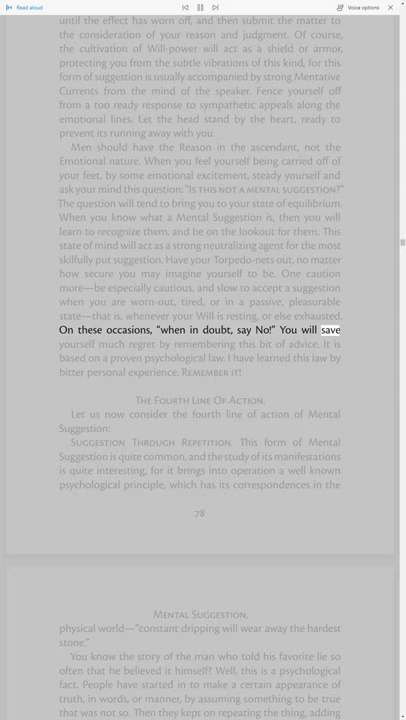 Read aloud
Voice options
until the effect has worn off, and then submit the matter to
the consideration of your reason and judgment. Of course,
the cultivation of Will-power will act as a shield or armor,
protecting you from the subtle vibrations of this kind, for this
form of suggestion is usually accompanied by strong Mentative
Currents from the mind of the speaker. Fence yourself off
from a too ready response to sympathetic appeals along the
emotional lines. Let the head stand by the heart, ready to
prevent its running away with you.
Men should have the Reason in the ascendant, not the
Emotional nature. When you feel yourself being carried off of
your feet, by some emotional excitement, steady yourself and
ask your mind this question: "Is this not a mental suggestion?"
The question will tend to bring you to your state of equilibrium.
When you know what a Mental Suggestion is, then you will
learn to recognize them, and be on the lookout for them. This
state of mind will act as a strong neutralizing agent for the most
skilfully put suggestion. Have your Torpedo-nets out, no matter
how secure you may imagine yourself to be. One caution
more—be especially cautious, and slow to accept a suggestion
when you are worn-out, tired, or in a passive, pleasurable
state—that is, whenever your Will is resting, or else exhausted.
On these occasions, "when in doubt, say No!" You will save
yourself much regret by remembering this bit of advice. It is
based on a proven psychological law. I have learned this law by
bitter personal experience. Remember it!
The Fourth Line Of Action.
Let us now consider the fourth line of action of Mental
Suggestion:
Suggestion Through Repetition. This form of Mental
Suggestion is quite common, and the study of its manifestations
is quite interesting, for it brings into operation a well known
psychological principle, which has its correspondences in the
78
Mental Suggestion.
physical world—"constant dripping will wear away the hardest
stone."
You know the story of the man who told his favorite lie so
often that he believed it himself? Well, this is a psychological
fact. People have started in to make a certain appearance of
truth, in words, or manner, by assuming something to be true
that was not so. Then they kept on repeating the thing, adding